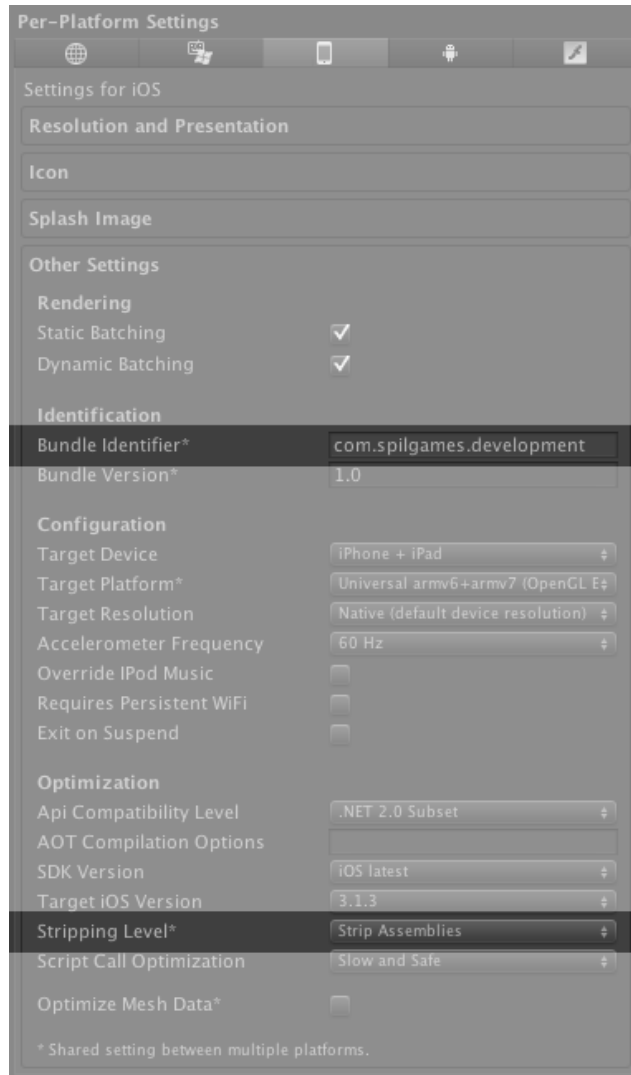 Per-Platform Settings
Settings for iOS
Resolution and Presentation
Icon
Splash Image
Other Settings
Rendering
Static Batching
Dynamic Batching
Identification
Bundle Identifier* com.spilgames.development
Bundle Version* 1.0
Configuration
Target Device iPhone + iPad
Target Platform* Universal armv6+armv7 (OpenGL E
Target Resolution Native (default device resolution)
Accelerometer Frequency 60 Hz
Override IPod Music
Requires Persistent WiFi
Exit on Suspend
Optimization
Api Compatibility Level .NET 2.0 Subset
AOT Compilation Options
SDK Version iOS latest
Target iOS Version 3.1.3
Stripping Level* Strip Assemblies
Script Call Optimization Slow and Safe
Optimize Mesh Data*
* Shared setting between multiple platforms.